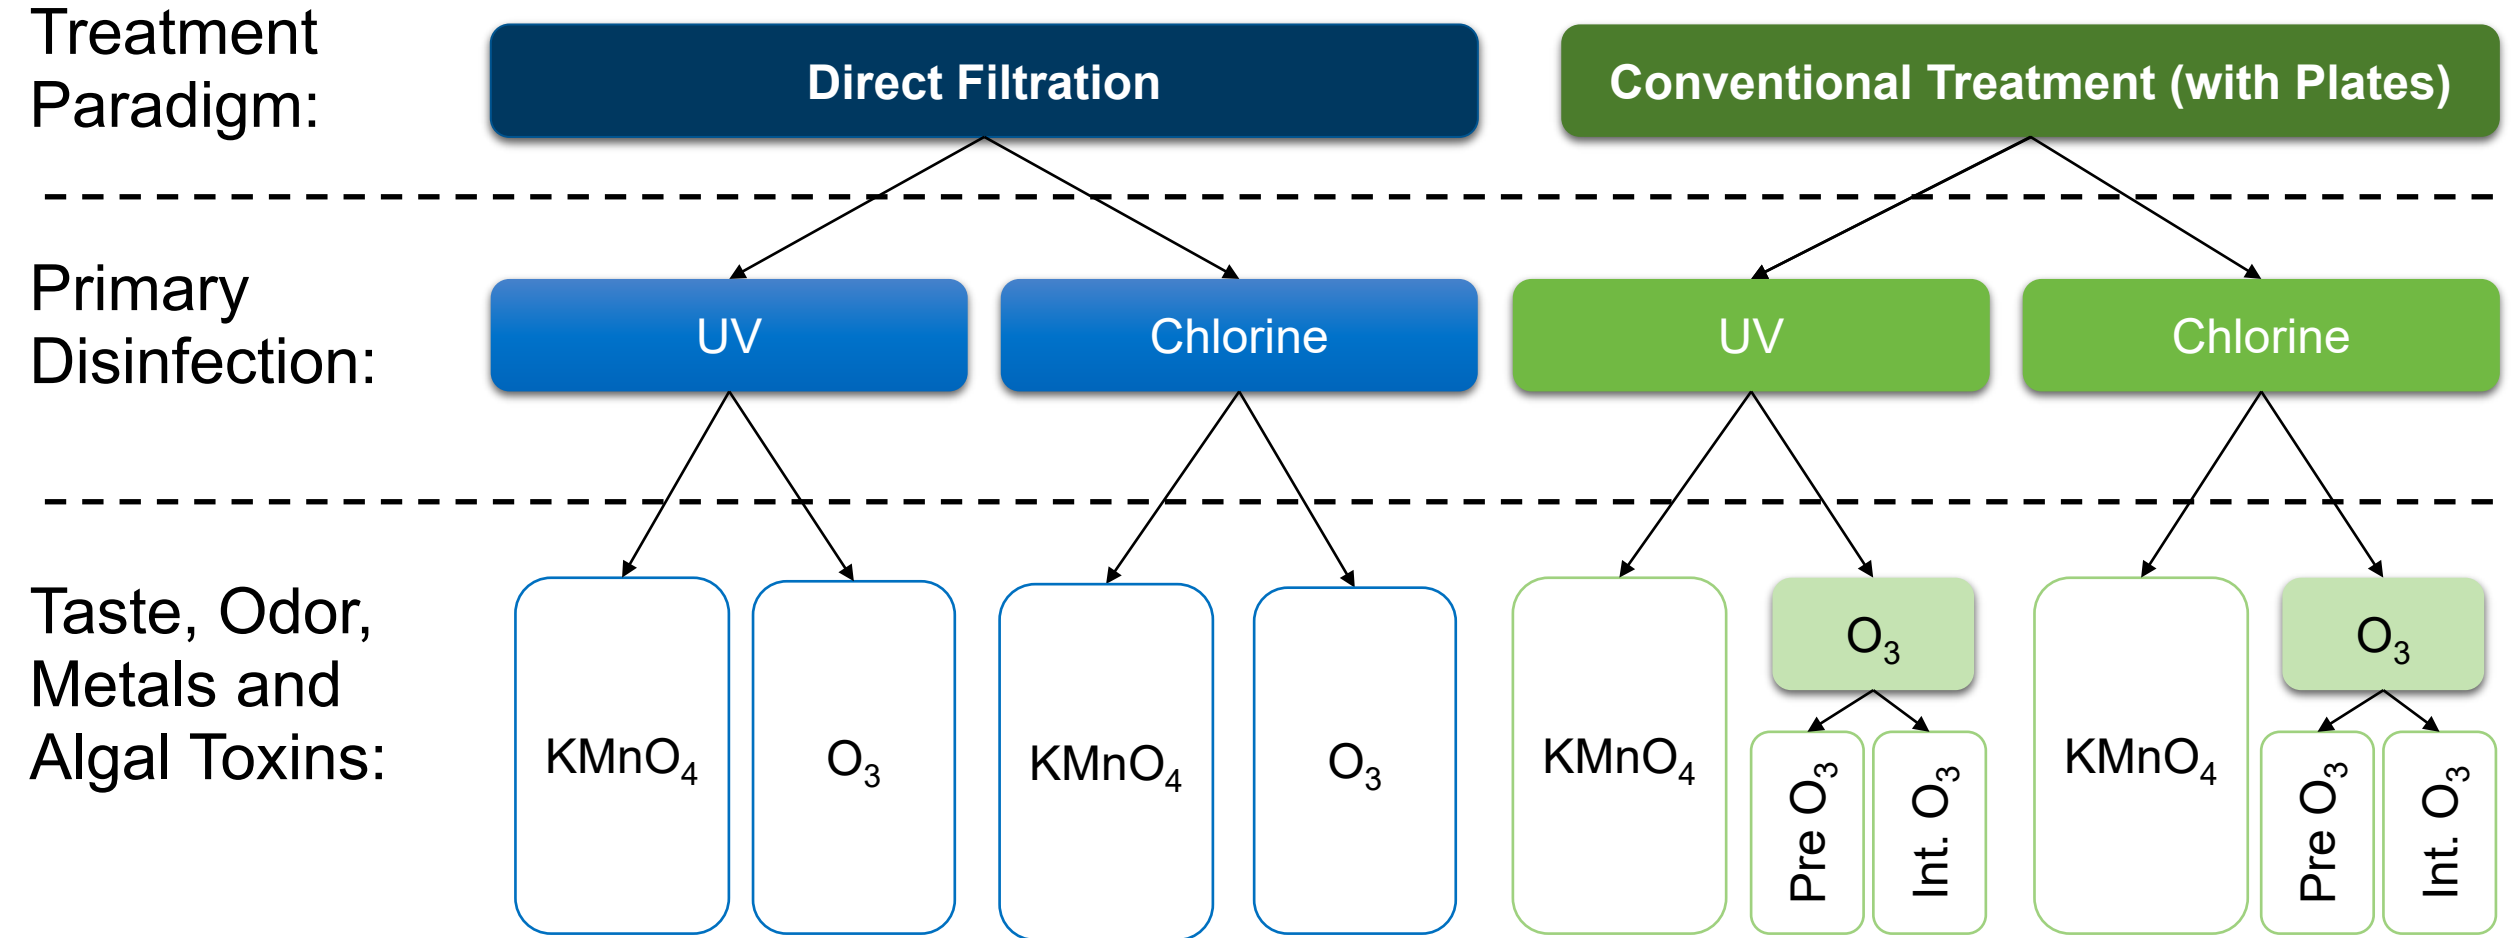 Treatment
Paradigm:
Direct Filtration
Conventional Treatment (with Plates)
Primary
Disinfection:
UV
Chlorine
UV
Chlorine
Taste, Odor,
Metals and
Algal Toxins:
KMnO₄
O₃
KMnO₄
O₃
KMnO₄
O₃
Pre O₃
Int. O₃
KMnO₄
O₃
Pre O₃
Int. O₃